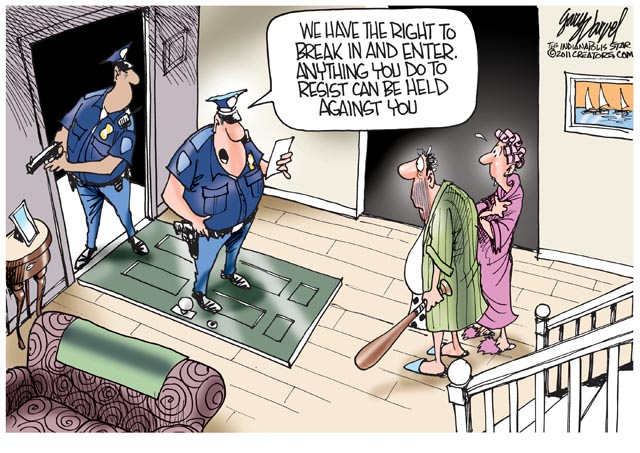 WE HAVE THE RIGHT TO
BREAK IN AND ENTER.
ANYTHING YOU DO TO
RESIST CAN BE HELD
AGAINST YOU
Gary Varvel
THE INDIANAPOLIS STAR
©2011 CREATORS.COM